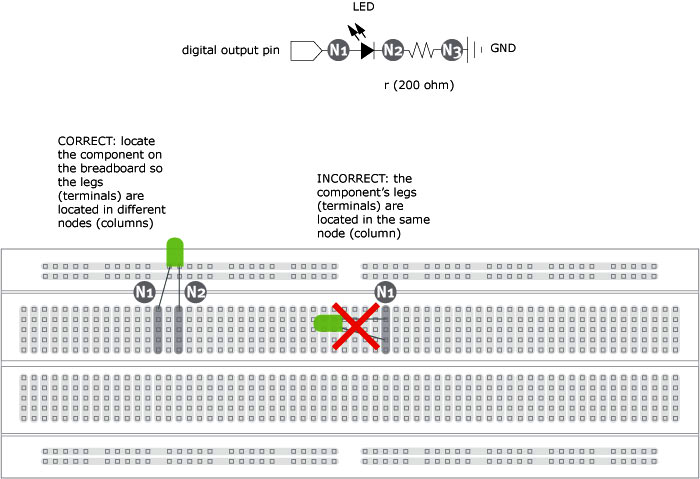 LED
digital output pin N1 N2 N3 GND
r (200 ohm)
CORRECT: locate
the component on
the breadboard so
the legs
(terminals) are
located in different
nodes (columns)
INCORRECT: the
component's legs
(terminals) are
located in the same
node (column)
N1 N2
N1